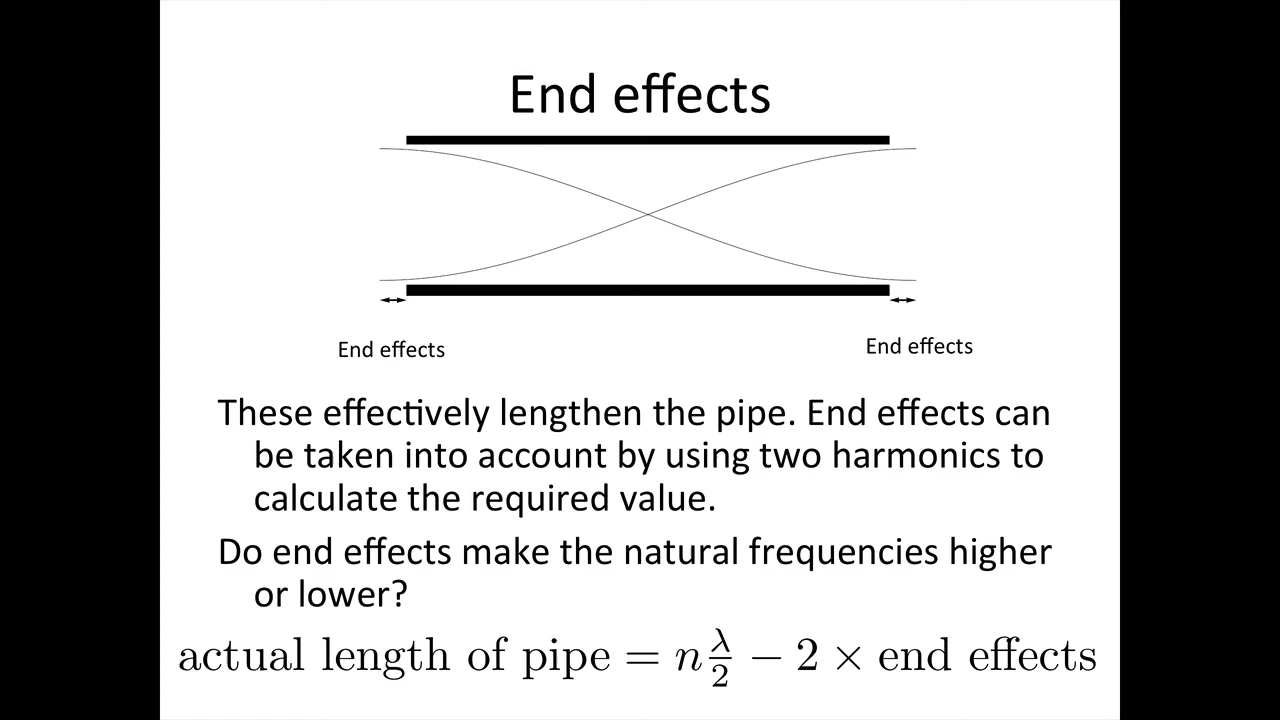 End effects
End effects
End effects
These effectively lengthen the pipe. End effects can
be taken into account by using two harmonics to
calculate the required value.
Do end effects make the natural frequencies higher
or lower?
actual length of pipe = n λ/2 − 2 × end effects